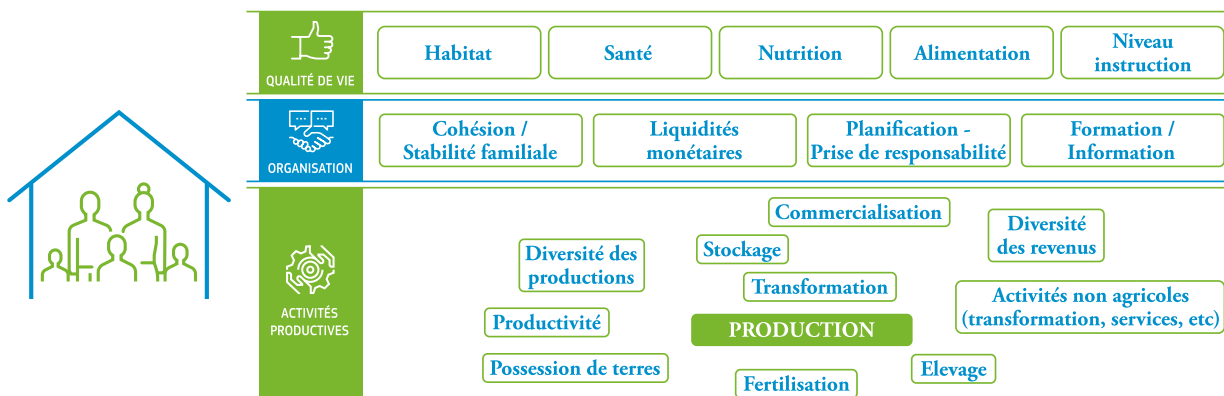 QUALITÉ DE VIE
Habitat
Santé
Nutrition
Alimentation
Niveau
instruction
ORGANISATION
Cohésion /
Stabilité familiale
Liquidités
monétaires
Planification -
Prise de responsabilité
Formation /
Information
ACTIVITÉS
PRODUCTIVES
Commercialisation
Diversité
des revenus
Stockage
Diversité des
productions
Transformation
Activités non agricoles
(transformation, services, etc)
Productivité
PRODUCTION
Possession de terres
Elevage
Fertilisation